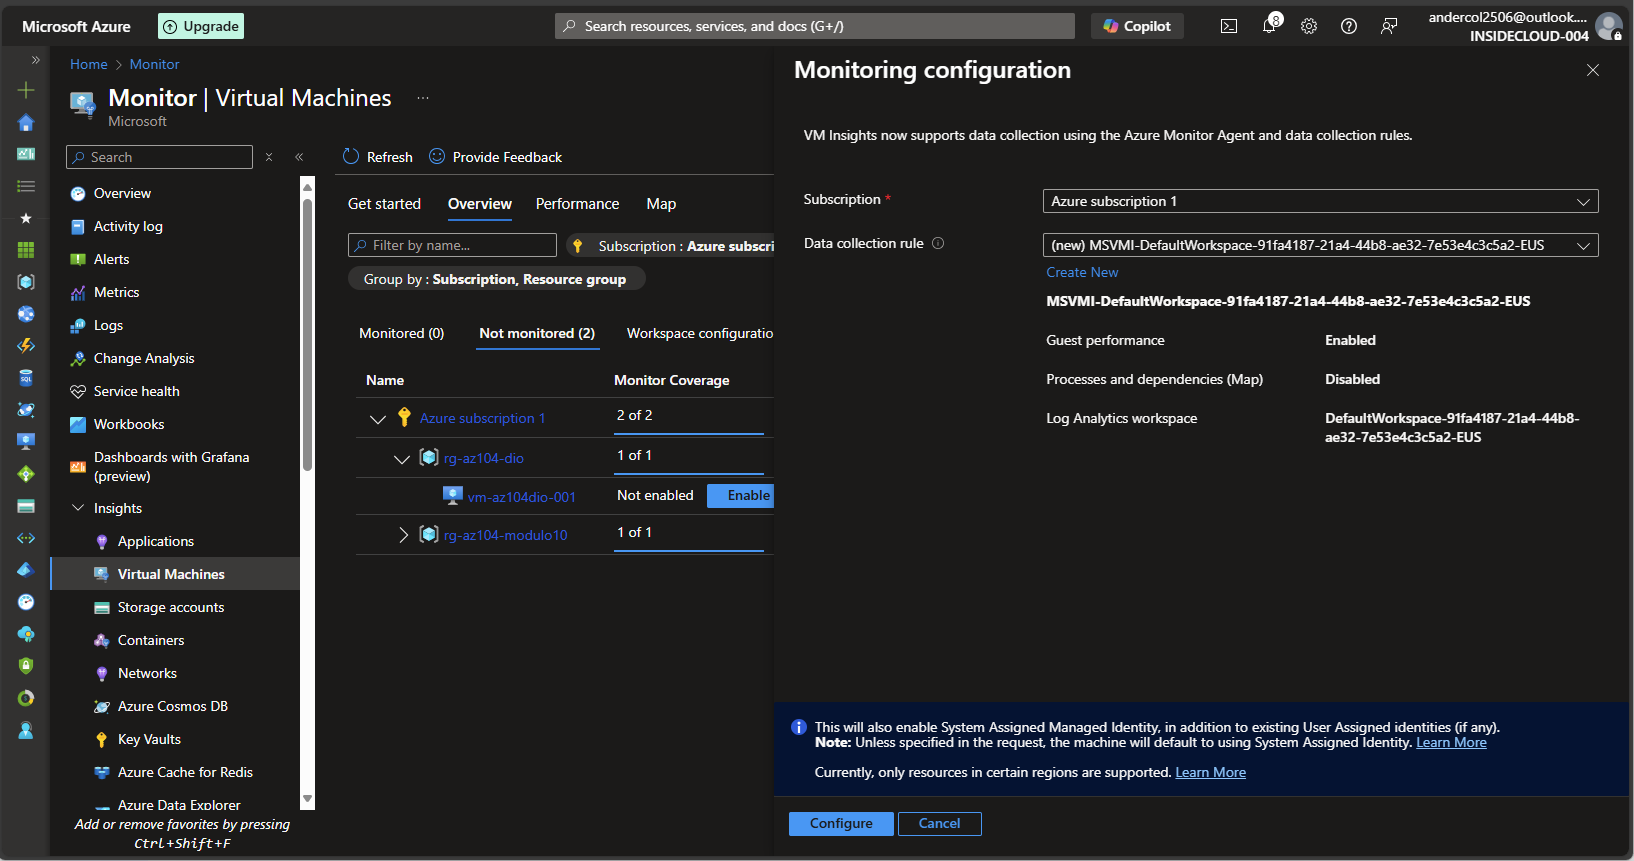 Microsoft Azure
Upgrade
Search resources, services, and docs (G+/)
Copilot
8
andercol2506@outlook....
INSIDECLOUD-004
Home > Monitor
Monitor | Virtual Machines ...
Microsoft
Search
Overview
Activity log
Alerts
Metrics
Logs
Change Analysis
Service health
Workbooks
Dashboards with Grafana
(preview)
Insights
Applications
Virtual Machines
Storage accounts
Containers
Networks
Azure Cosmos DB
Key Vaults
Azure Cache for Redis
Azure Data Explorer
Add or remove favorites by pressing
Ctrl+Shift+F
Refresh
Provide Feedback
Get started
Overview
Performance
Map
Filter by name...
Subscription : Azure subscri
Group by : Subscription, Resource group
Monitored (0)
Not monitored (2)
Workspace configuratio
Name
Monitor Coverage
Azure subscription 1
2 of 2
rg-az104-dio
1 of 1
vm-az104dio-001
Not enabled
Enable
rg-az104-modulo10
1 of 1
Monitoring configuration
VM Insights now supports data collection using the Azure Monitor Agent and data collection rules.
Subscription *
Azure subscription 1
Data collection rule
(new) MSVMI-DefaultWorkspace-91fa4187-21a4-44b8-ae32-7e53e4c3c5a2-EUS
Create New
MSVMI-DefaultWorkspace-91fa4187-21a4-44b8-ae32-7e53e4c3c5a2-EUS
Guest performance
Enabled
Processes and dependencies (Map)
Disabled
Log Analytics workspace
DefaultWorkspace-91fa4187-21a4-44b8-
ae32-7e53e4c3c5a2-EUS
This will also enable System Assigned Managed Identity, in addition to existing User Assigned identities (if any).
Note: Unless specified in the request, the machine will default to using System Assigned Identity. Learn More
Currently, only resources in certain regions are supported. Learn More
Configure
Cancel